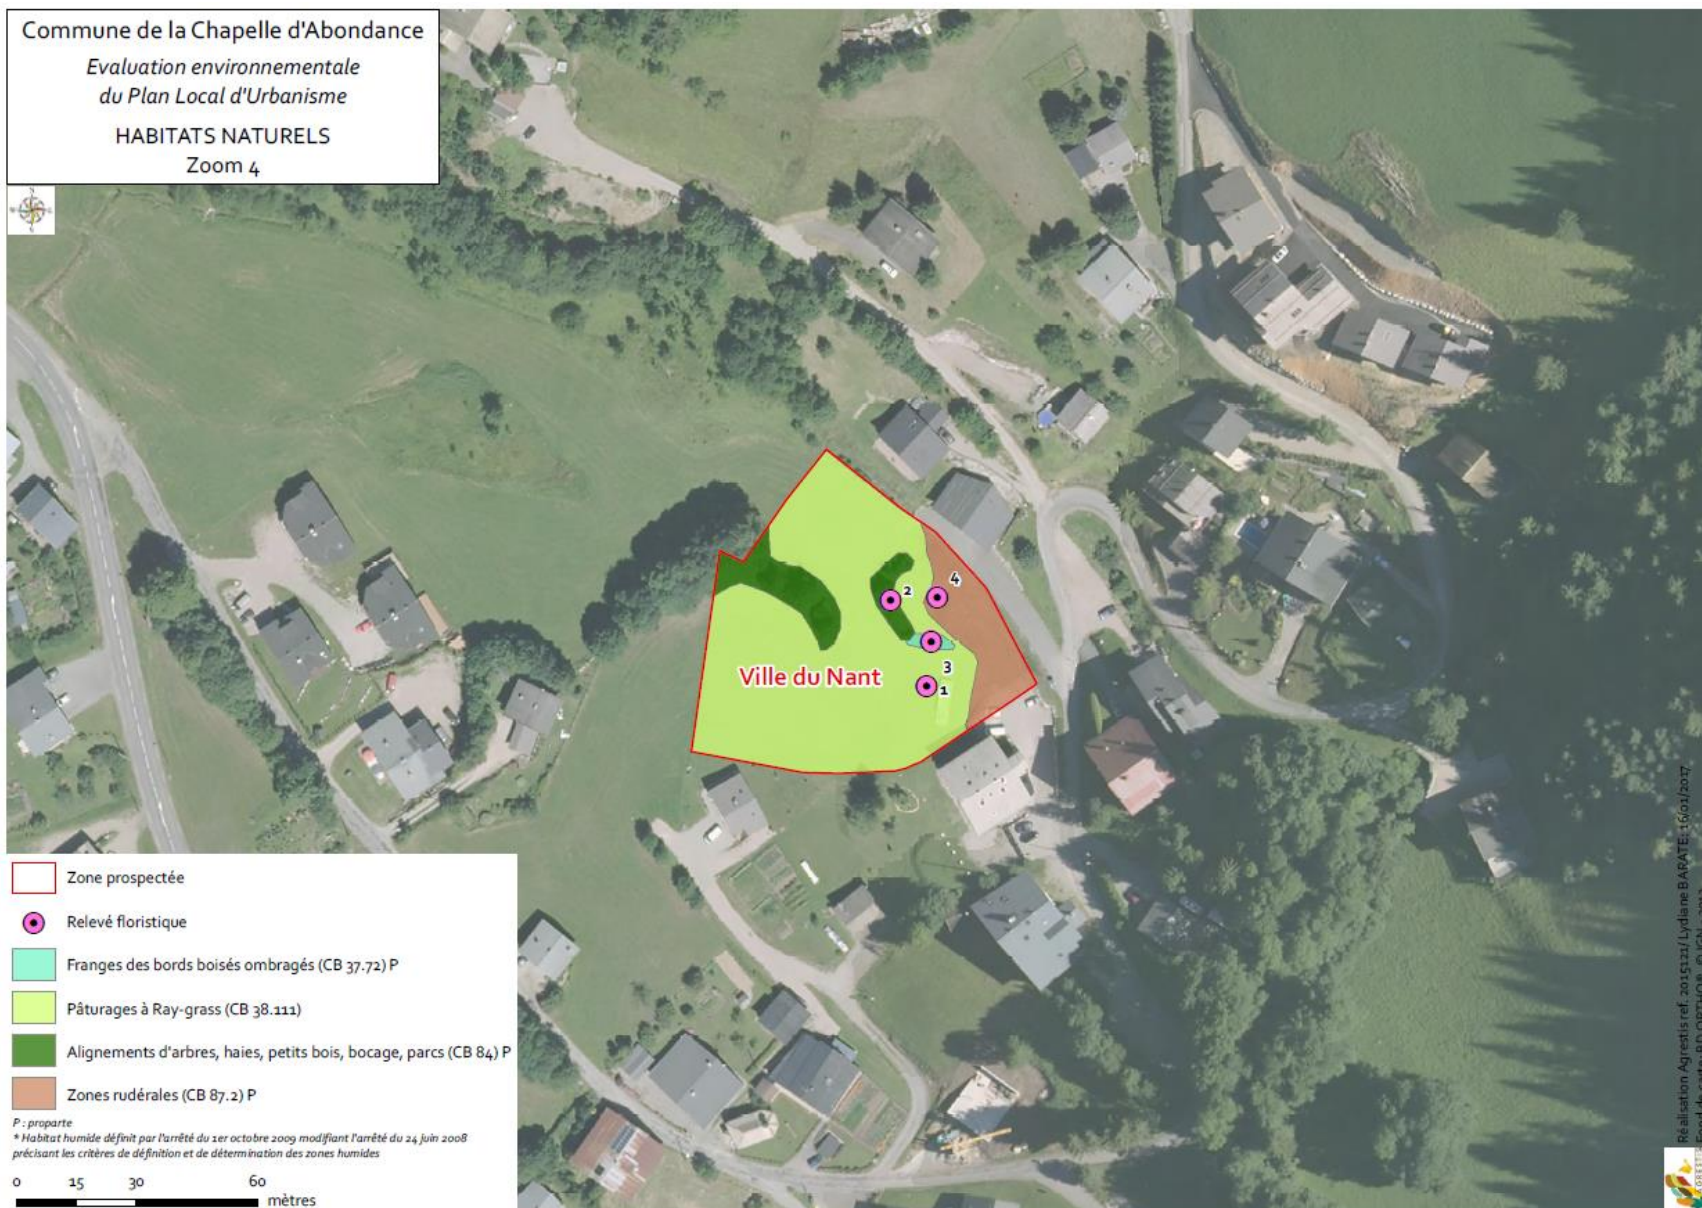 Commune de la Chapelle d'Abondance
Evaluation environnementale
du Plan Local d'Urbanisme
HABITATS NATURELS
Zoom 4
2
4
3
1
Ville du Nant
Zone prospectée
Relevé floristique
Franges des bords boisés ombragés (CB 37.72) P
Pâturages à Ray-grass (CB 38.111)
Alignements d'arbres, haies, petits bois, bocage, parcs (CB 84) P
Zones rudérales (CB 87.2) P
P : proparte
* Habitat humide définit par l'arrêté du 1er octobre 2009 modifiant l'arrêté du 24 juin 2008
précisant les critères de définition et de détermination des zones humides
0 15 30 60
mètres
Réalisation Agrestis ref. 2015121/ Lydiane BARATE: 16/01/2017